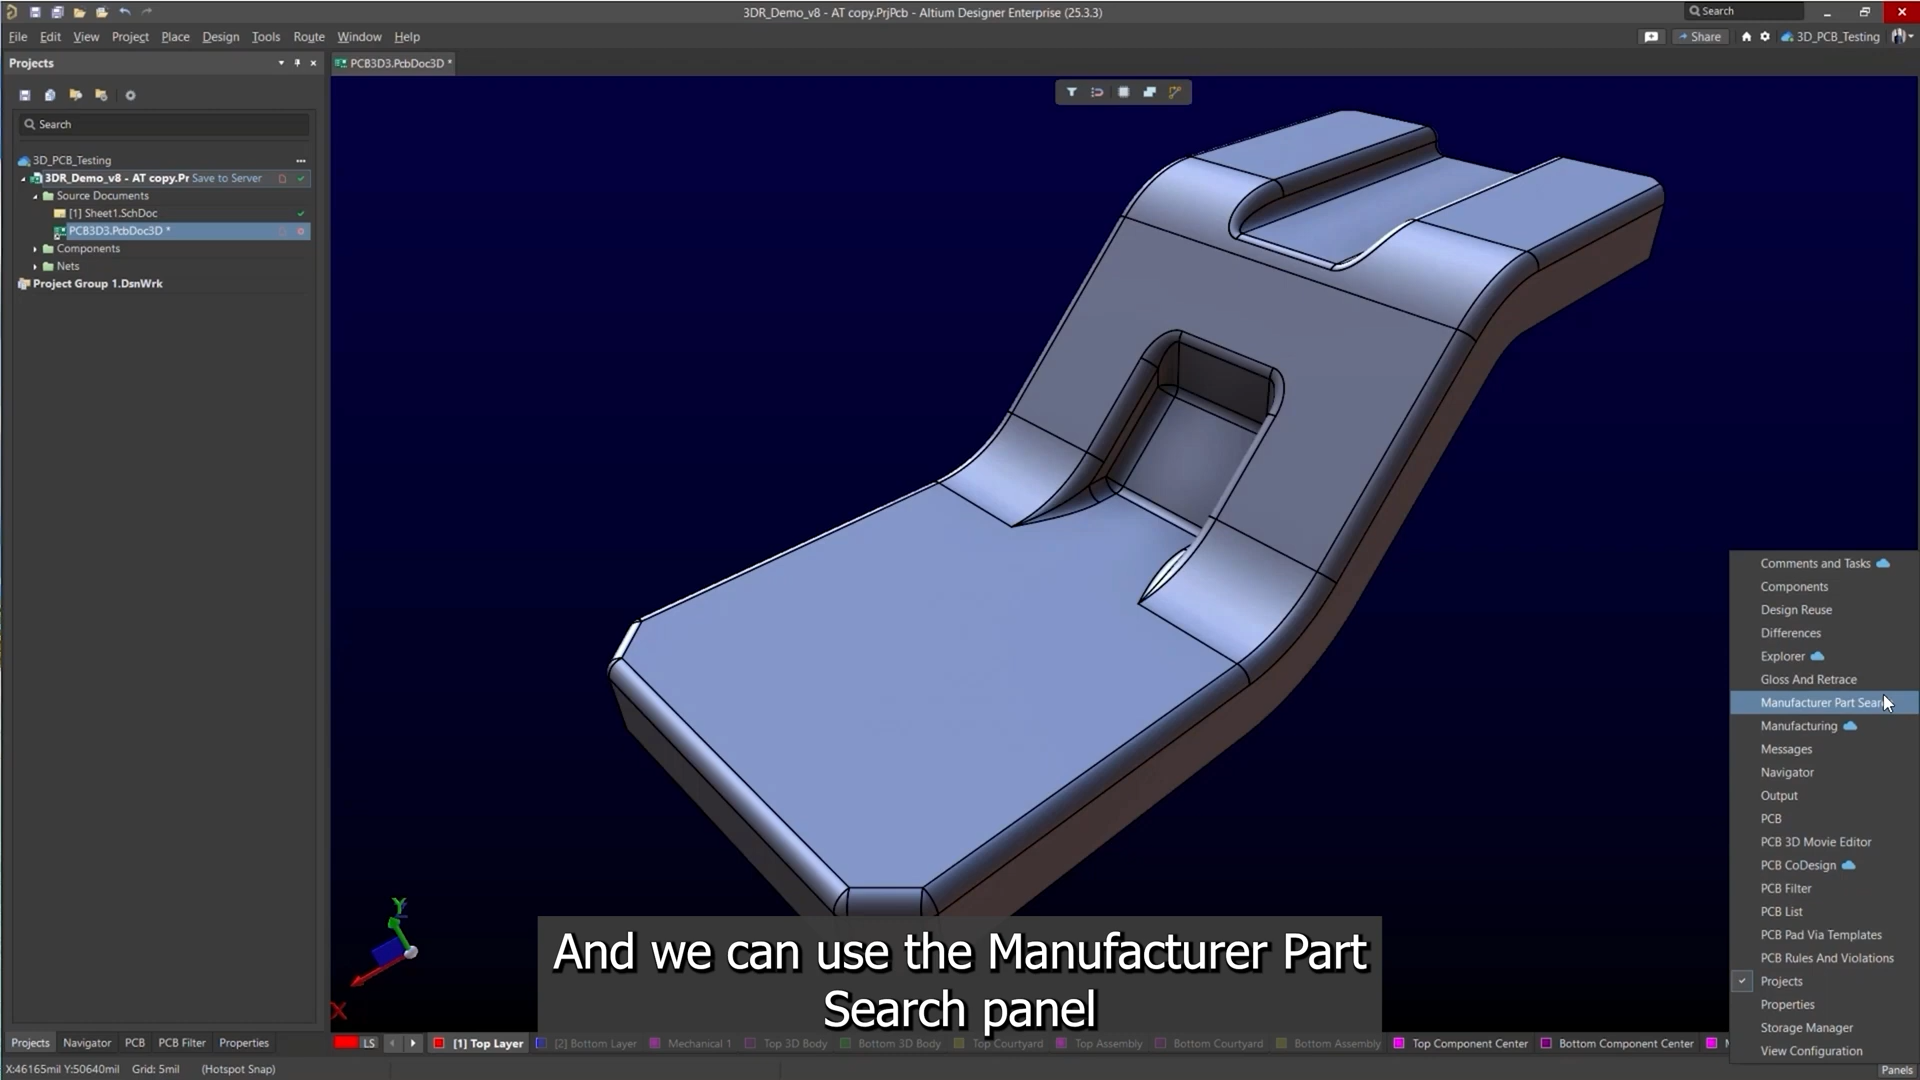 3DR_Demo_v8 - AT copy.PrjPcb - Altium Designer Enterprise (25.3.3)
Search
File Edit View Project Place Design Tools Route Window Help
Share
3D_PCB_Testing
Projects
PCB3D3.PcbDoc3D *
Search
3D_PCB_Testing
3DR_Demo_v8 - AT copy.Pr Save to Server
Source Documents
[1] Sheet1.SchDoc
PCB3D3.PcbDoc3D *
Components
Nets
Project Group 1.DsnWrk
Comments and Tasks
Components
Design Reuse
Differences
Explorer
Gloss And Retrace
Manufacturer Part Sear
Manufacturing
Messages
Navigator
Output
PCB
PCB 3D Movie Editor
PCB CoDesign
PCB Filter
PCB List
PCB Pad Via Templates
PCB Rules And Violations
Projects
Properties
Storage Manager
View Configuration
Y
X
And we can use the Manufacturer Part
Search panel
Projects Navigator PCB PCB Filter Properties
LS [1] Top Layer [2] Bottom Layer Mechanical 1 Top 3D Body Bottom 3D Body Top Courtyard Top Assembly Bottom Courtyard Bottom Assembly Top Component Center Bottom Component Center
X:46165mil Y:50640mil Grid: 5mil (Hotspot Snap)
Panels